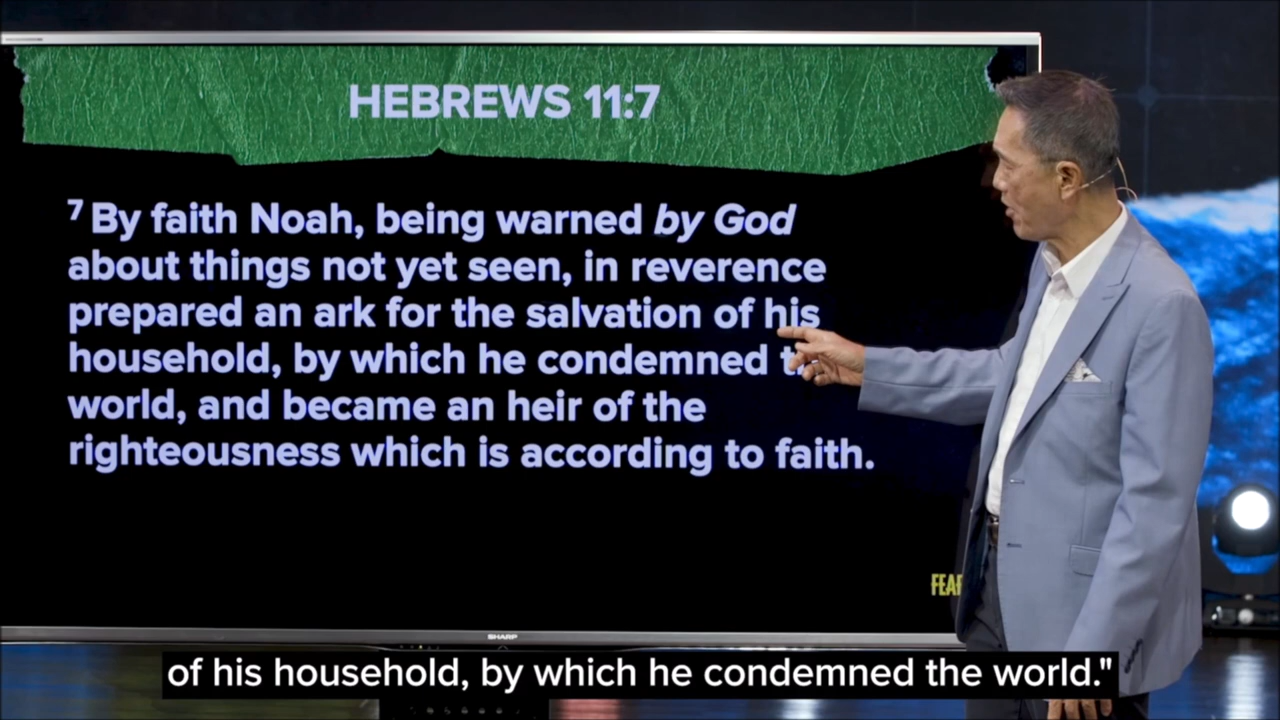 HEBREWS 11:7
7 By faith Noah, being warned by God
about things not yet seen, in reverence
prepared an ark for the salvation of his
household, by which he condemned
world, and became an heir of the
righteousness which is according to faith.
SHARP
of his household, by which he condemned the world."